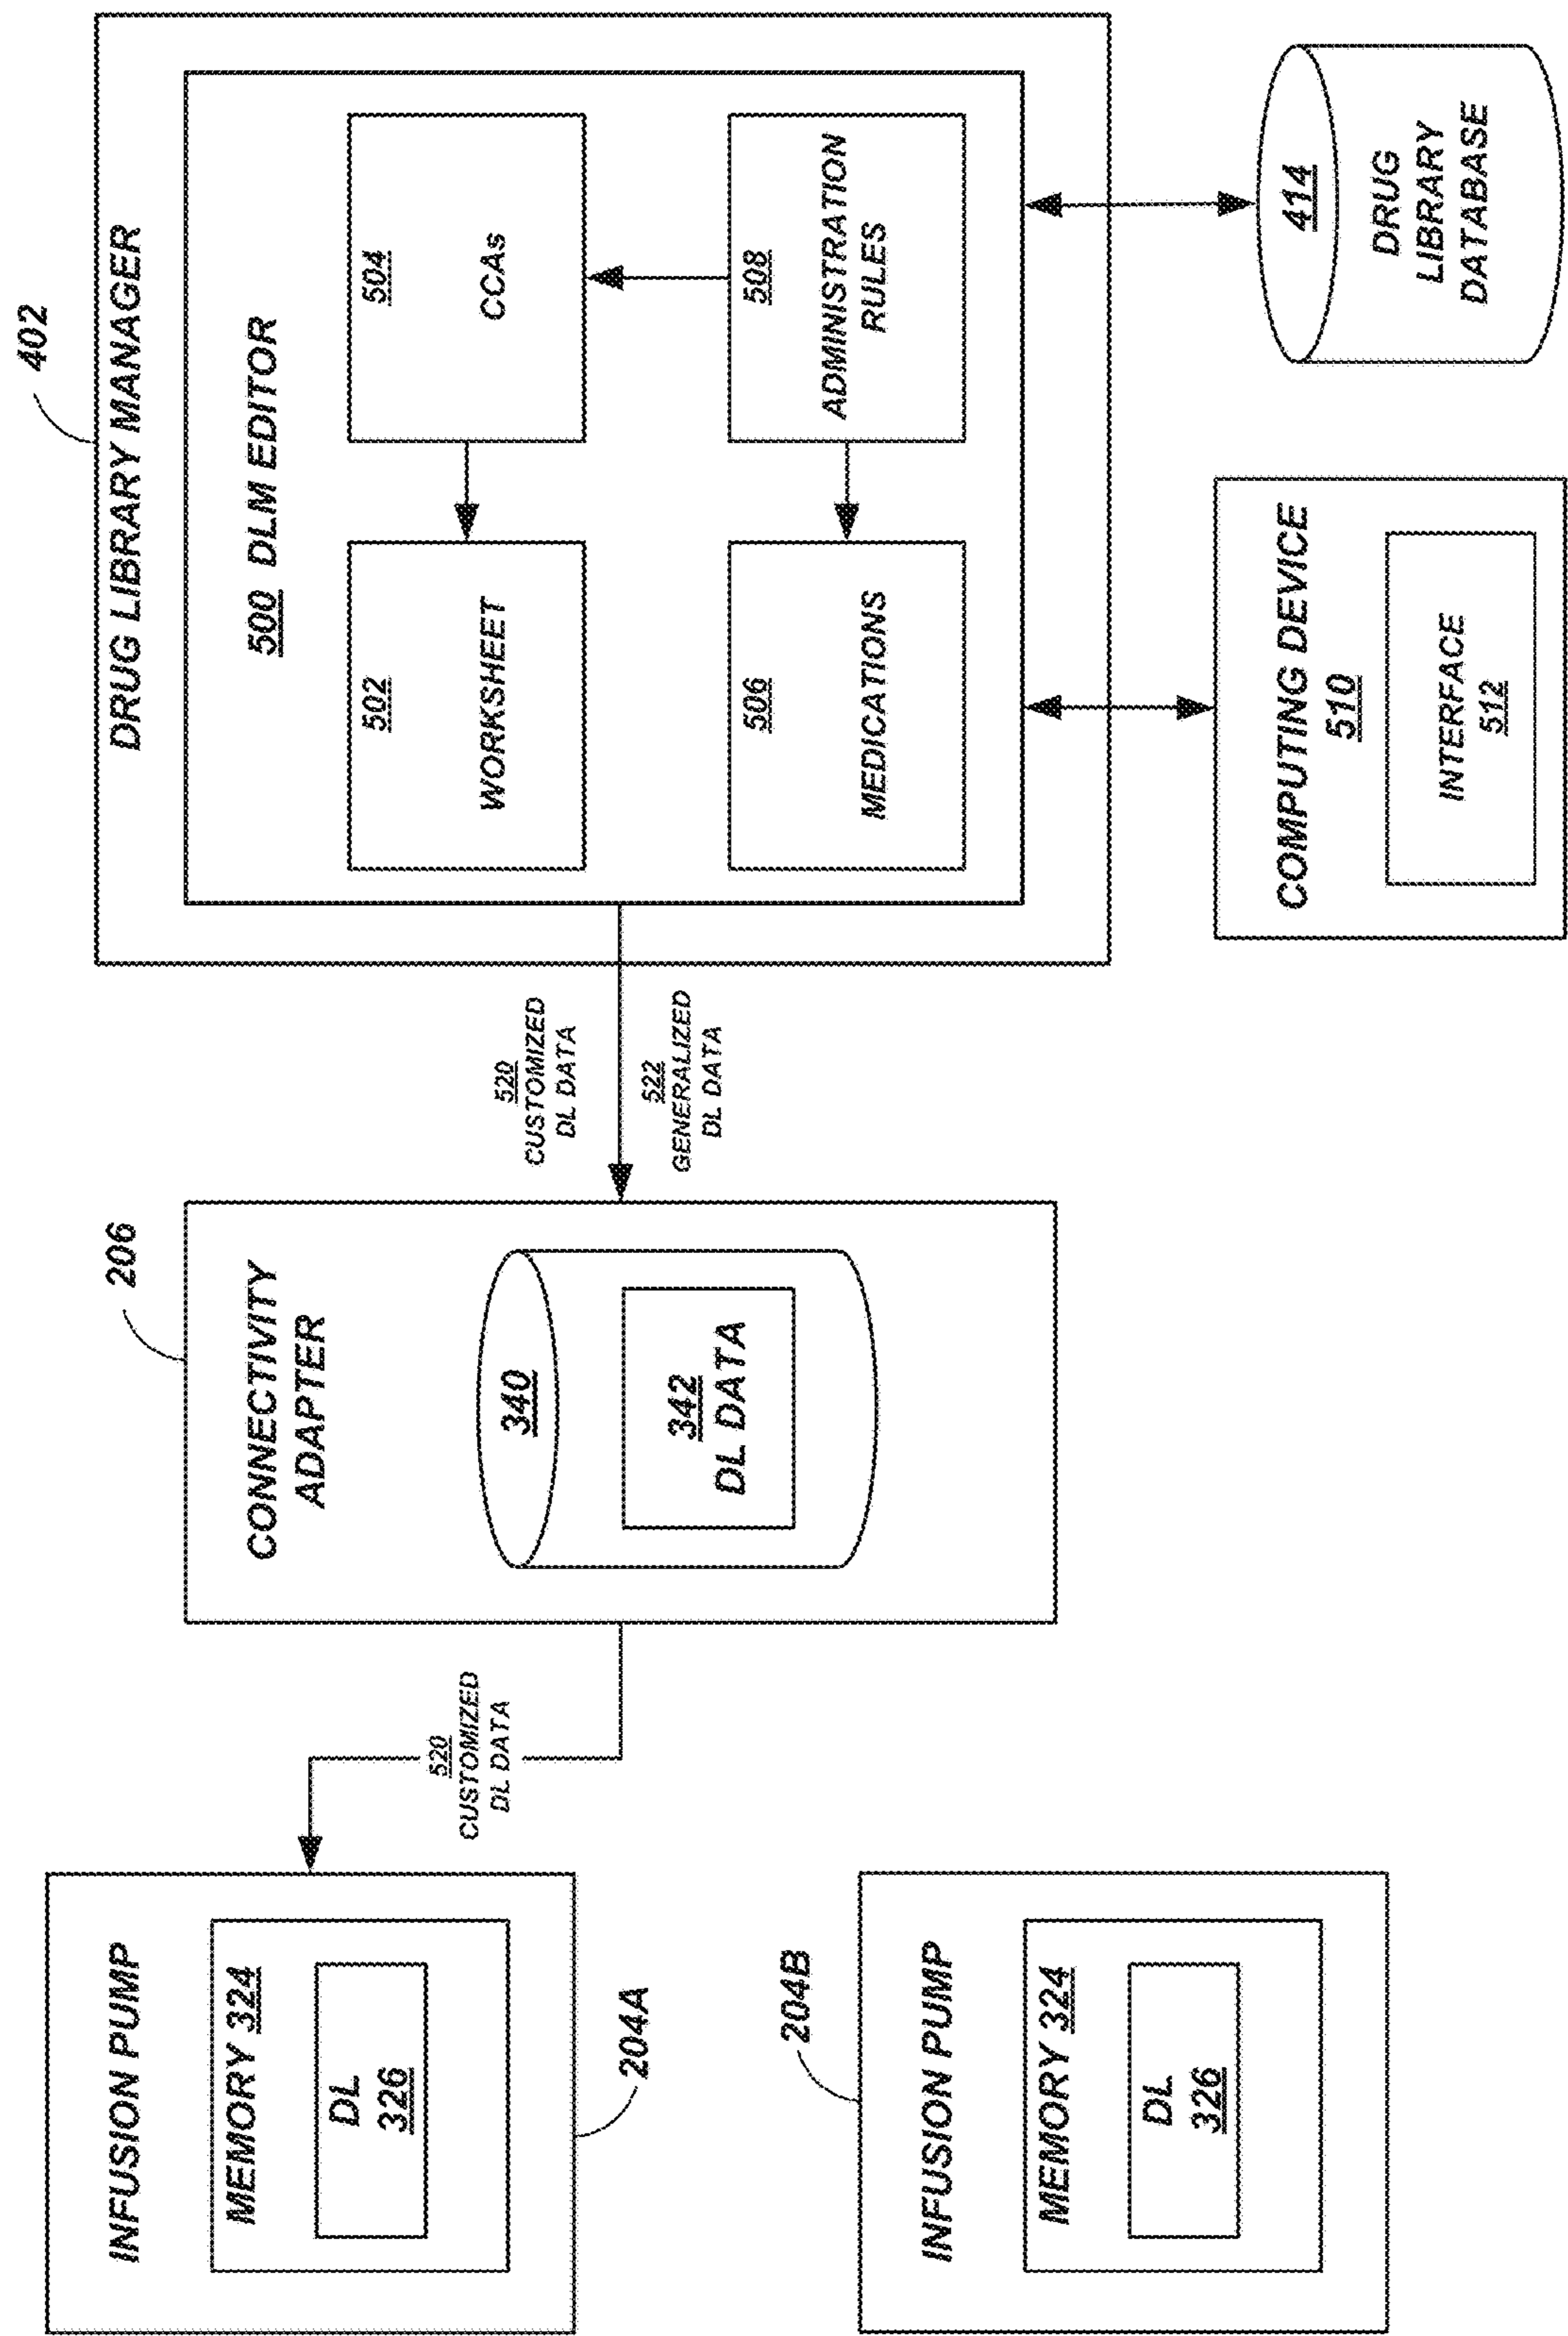 402
DRUG LIBRARY MANAGER
500 DLM EDITOR
502
WORKSHEET
504
CCAs
506
MEDICATIONS
508
ADMINISTRATION
RULES
COMPUTING DEVICE
510
INTERFACE
512
414
DRUG
LIBRARY
DATABASE
520
CUSTOMIZED
DL DATA
522
GENERALIZED
DL DATA
206
CONNECTIVITY
ADAPTER
340
342
DL DATA
520
CUSTOMIZED
DL DATA
INFUSION PUMP
MEMORY 324
DL
326
204A
204B
INFUSION PUMP
MEMORY 324
DL
326